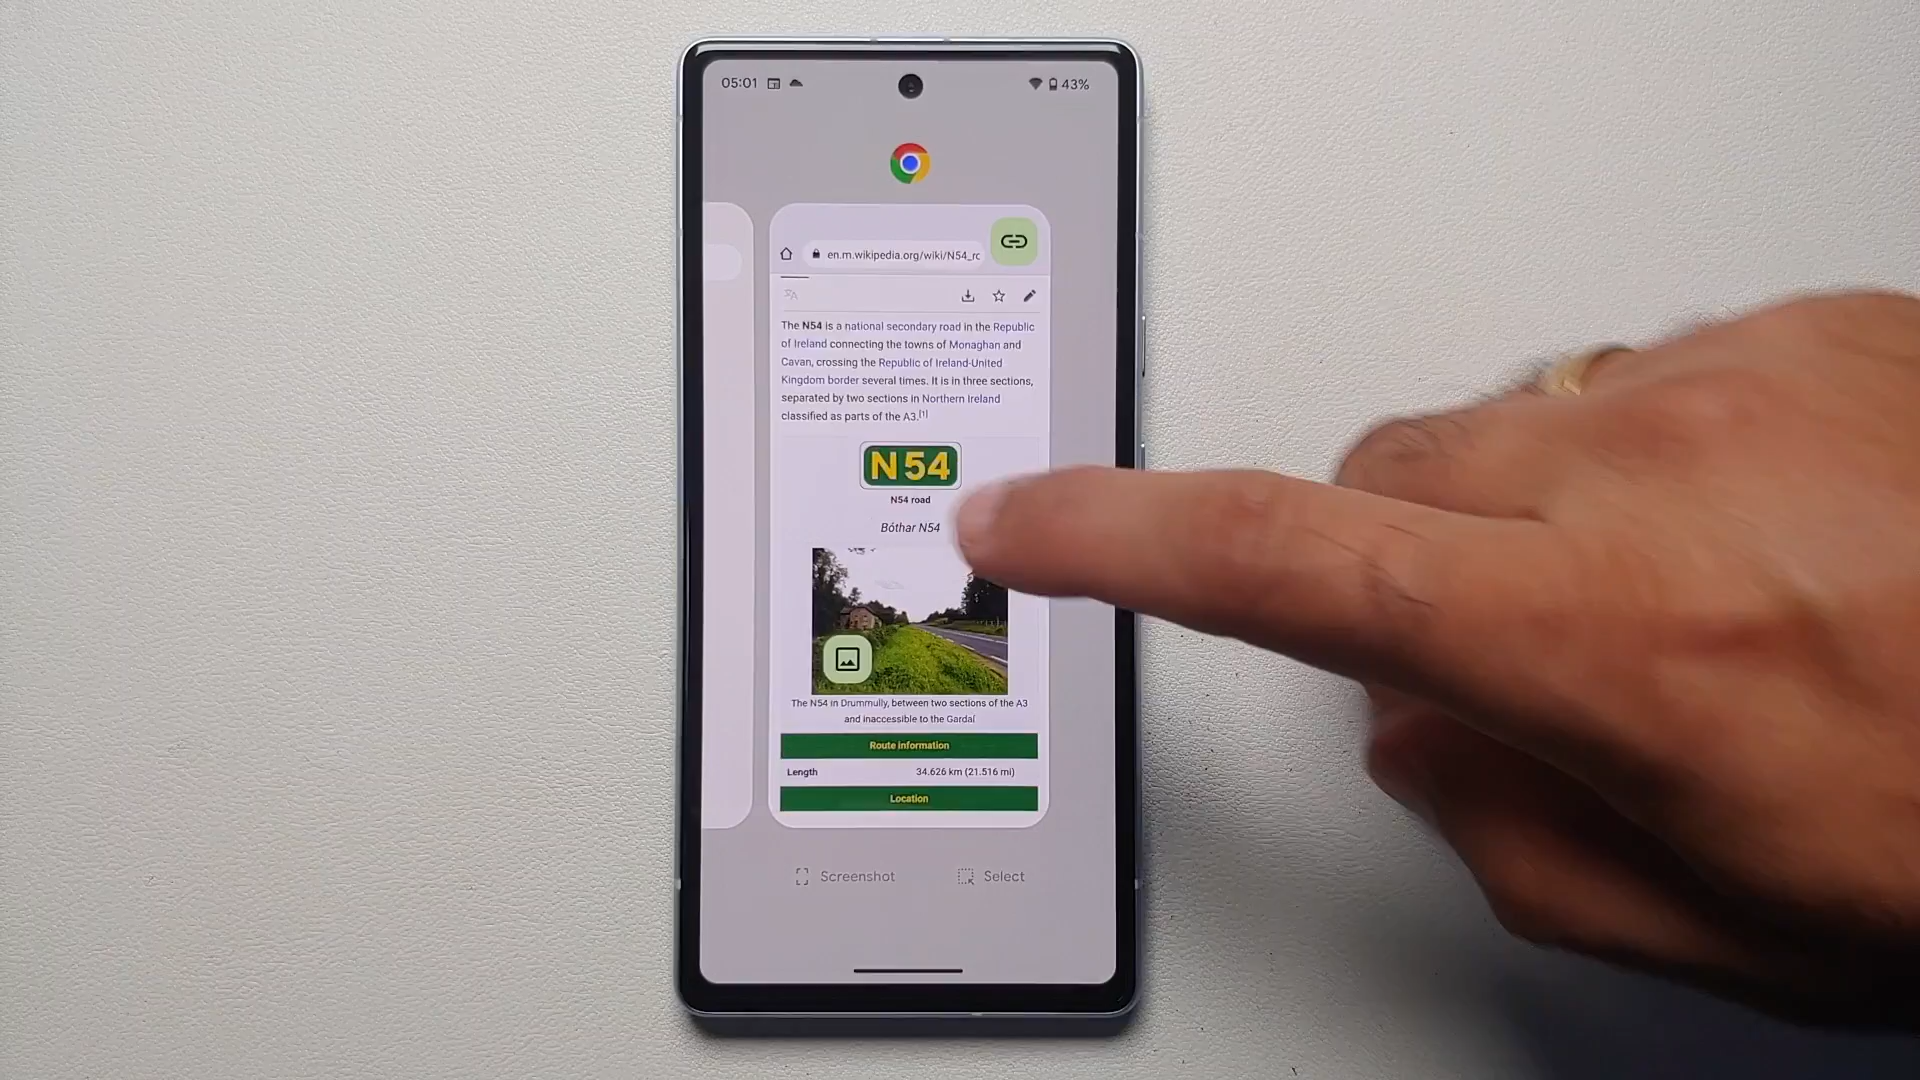 05:01
43%
en.m.wikipedia.org/wiki/N54_rc
The N54 is a national secondary road in the Republic
of Ireland connecting the towns of Monaghan and
Cavan, crossing the Republic of Ireland-United
Kingdom border several times. It is in three sections,
separated by two sections in Northern Ireland
classified as parts of the A3.[1]
N54
N54 road
Bóthar N54
The N54 in Drummully, between two sections of the A3
and inaccessible to the Gardaí
Route information
Length 34.626 km (21.516 mi)
Location
Screenshot Select